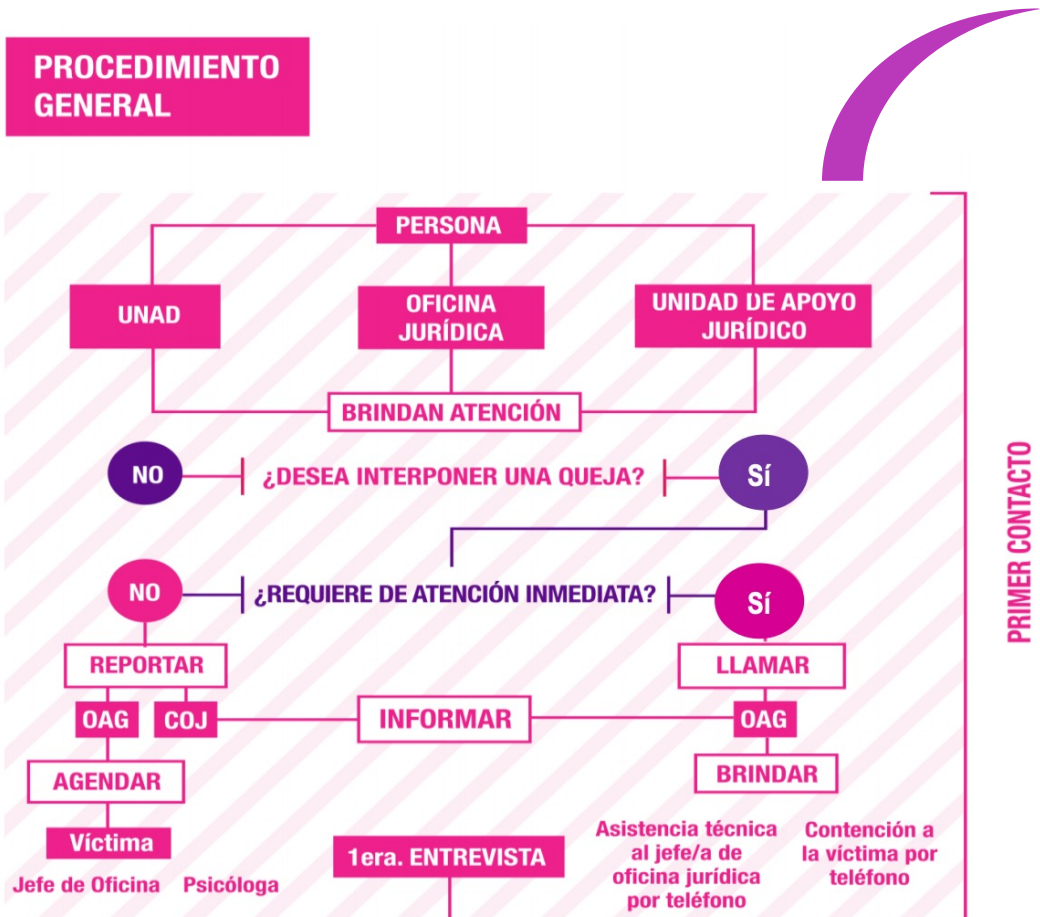 PROCEDIMIENTO
GENERAL
PERSONA
UNAD
OFICINA
JURÍDICA
UNIDAD DE APOYO
JURÍDICO
BRINDAN ATENCIÓN
NO
¿DESEA INTERPONER UNA QUEJA?
Sí
NO
¿REQUIERE DE ATENCIÓN INMEDIATA?
Sí
REPORTAR
LLAMAR
OAG
COJ
INFORMAR
OAG
AGENDAR
BRINDAR
Víctima
Jefe de Oficina
Psicóloga
1era. ENTREVISTA
Asistencia técnica
al jefe/a de
oficina jurídica
por teléfono
Contención a
la víctima por
teléfono
PRIMER CONTACTO